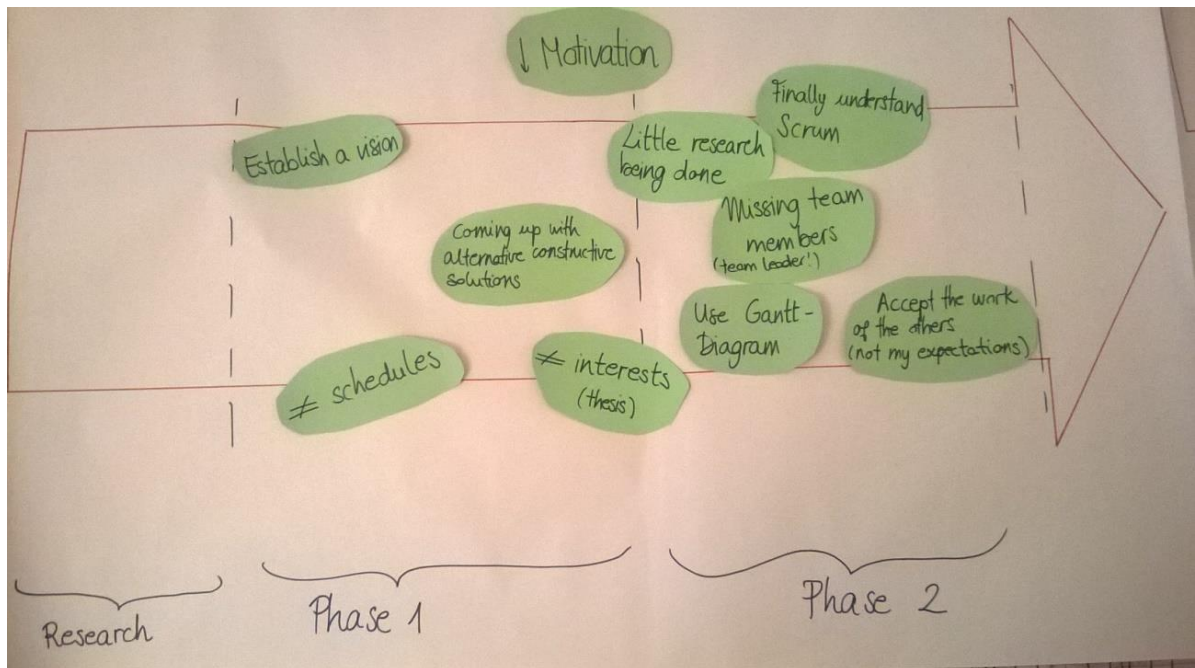 ↓ Motivation
Finally understand
Scrum
Establish a vision
Little research
being done
Missing team
members
(team leader!)
Coming up with
alternative constructive
solutions
Use Gantt-
Diagram
Accept the work
of the others
(not my expectations)
≠ schedules
≠ interests
(thesis)
Research
Phase 1
Phase 2